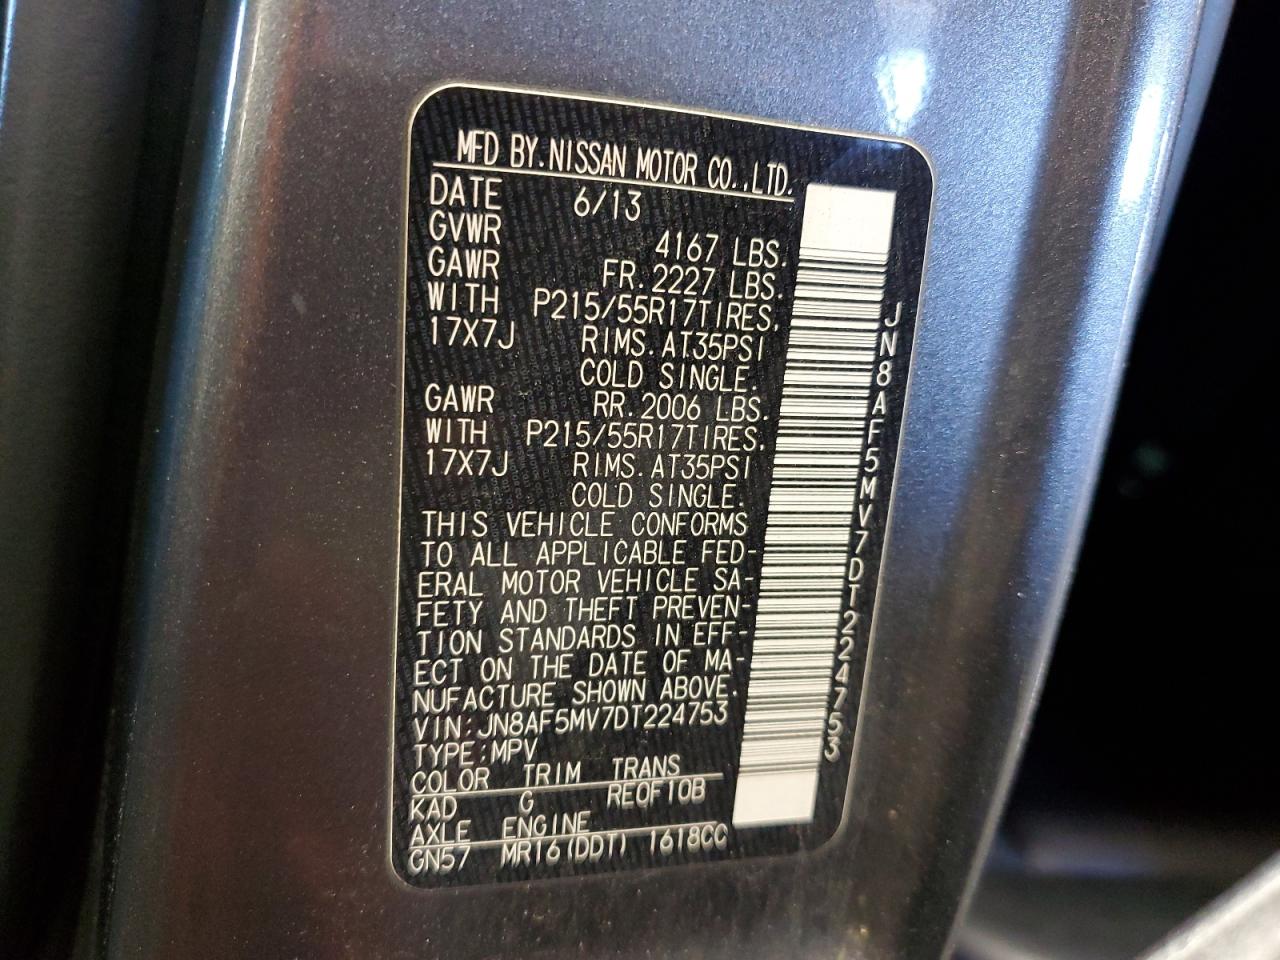 MFD BY. NISSAN MOTOR CO., LTD.
DATE 6/13
GVWR 4167 LBS.
GAWR FR. 2227 LBS.
WITH P215/55R17TIRES,
17X7J RIMS. AT35PSI
COLD SINGLE.
GAWR RR. 2006 LBS.
WITH P215/55R17TIRES,
17X7J RIMS. AT35PSI
COLD SINGLE.
THIS VEHICLE CONFORMS
TO ALL APPLICABLE FED-
ERAL MOTOR VEHICLE SA-
FETY AND THEFT PREVEN-
TION STANDARDS IN EFF-
ECT ON THE DATE OF MA-
NUFACTURE SHOWN ABOVE.
VIN:JN8AF5MV7DT224753
TYPE:MPV
COLOR TRIM TRANS
KAD G RE0F10B
AXLE ENGINE
GN57 MR16(DDT) 1618CC
JN8AF5MV7DT224753